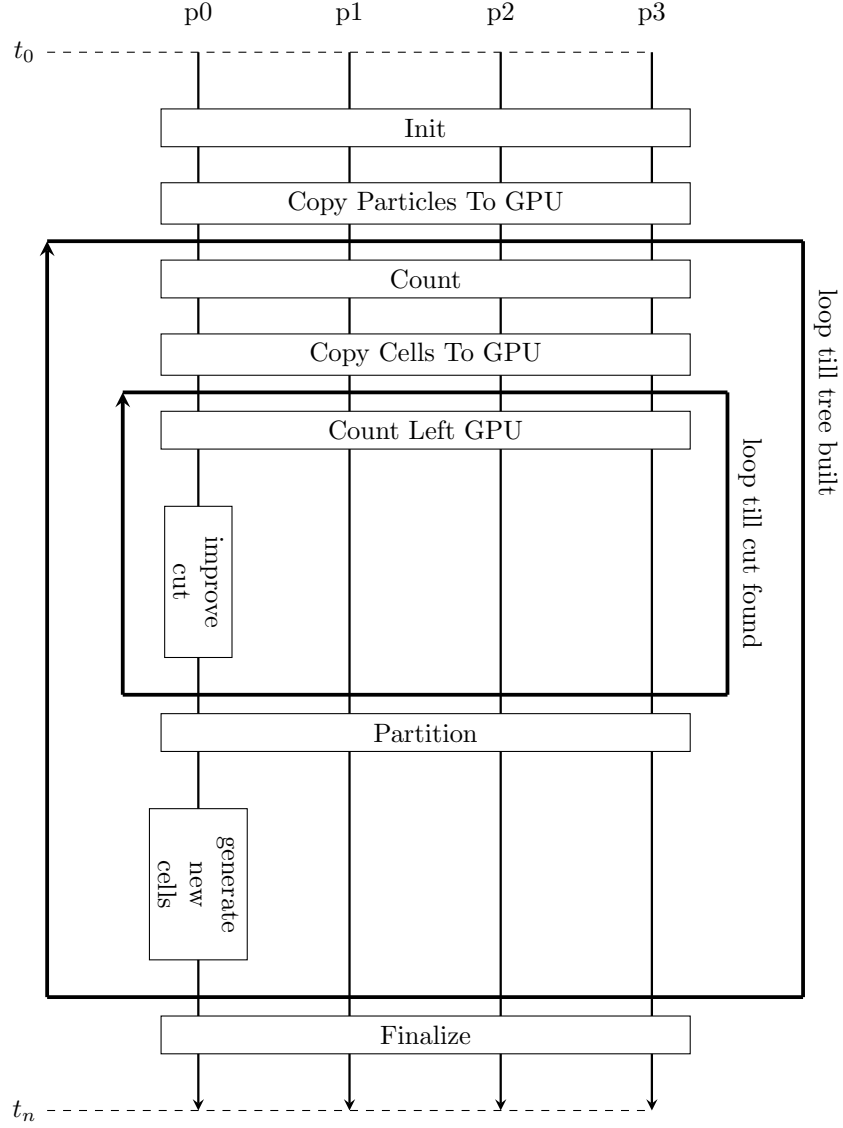 p0 p1 p2 p3
t₀
Init
Copy Particles To GPU
Count
Copy Cells To GPU
loop till tree built
Count Left GPU
loop till cut found
improve
cut
Partition
generate
new
cells
Finalize
tₙ